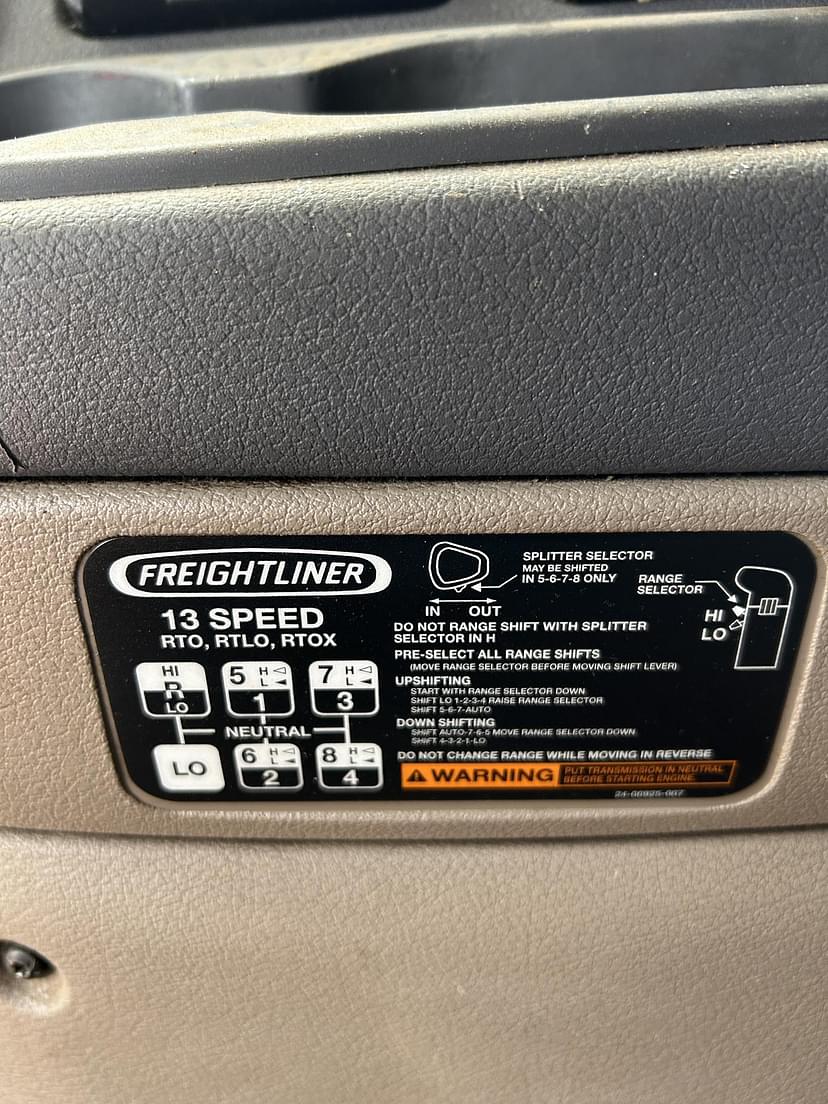 FREIGHTLINER
13 SPEED
RTO, RTLO, RTOX
HI
R
LO
5 H L
1
7 H L
3
NEUTRAL
LO
6 H L
2
8 H L
4
SPLITTER SELECTOR
MAY BE SHIFTED
IN 5-6-7-8 ONLY
IN OUT
RANGE
SELECTOR
HI
LO
DO NOT RANGE SHIFT WITH SPLITTER
SELECTOR IN H
PRE-SELECT ALL RANGE SHIFTS
(MOVE RANGE SELECTOR BEFORE MOVING SHIFT LEVER)
UPSHIFTING
START WITH RANGE SELECTOR DOWN
SHIFT LO 1-2-3-4 RAISE RANGE SELECTOR
SHIFT 5-6-7-AUTO
DOWN SHIFTING
SHIFT AUTO-7-6-5 MOVE RANGE SELECTOR DOWN
SHIFT 4-3-2-1-LO
DO NOT CHANGE RANGE WHILE MOVING IN REVERSE
WARNING
PUT TRANSMISSION IN NEUTRAL
BEFORE STARTING ENGINE.
24-00925-007